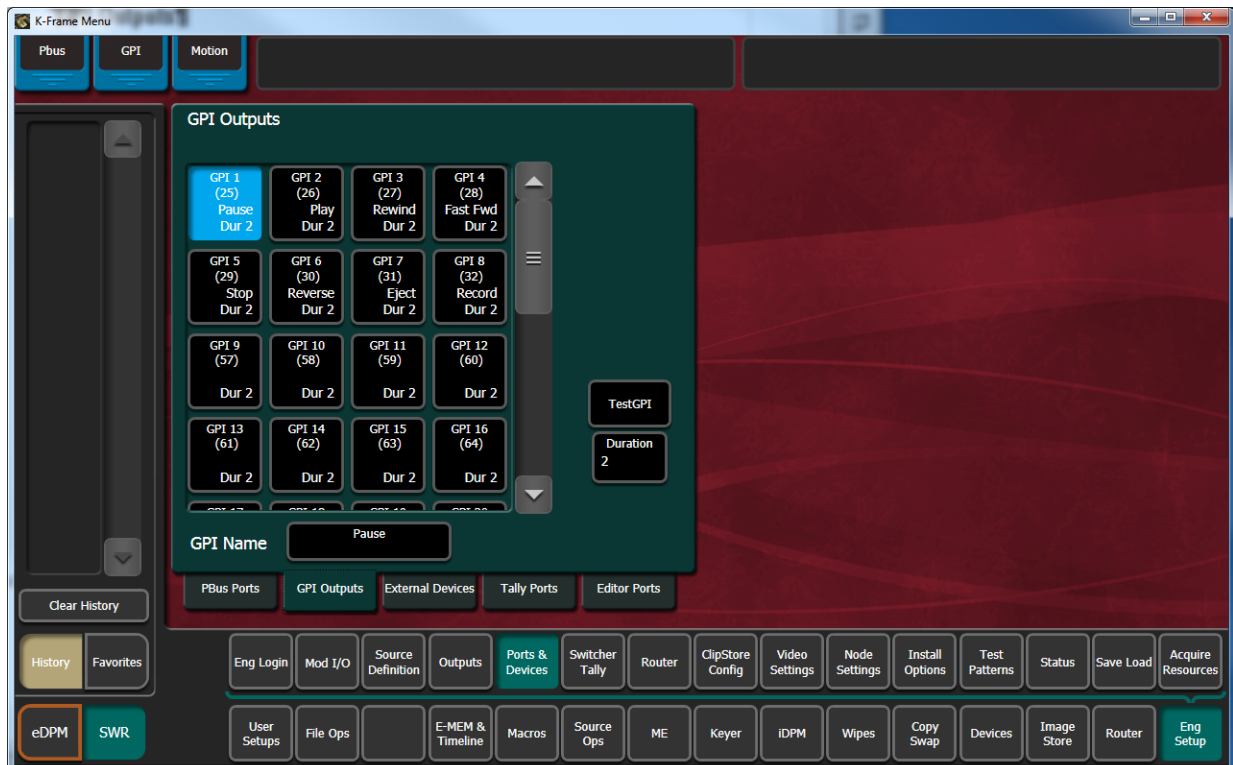 K-Frame Menu
Pbus
GPI
Motion
GPI Outputs
GPI 1
(25)
Pause
Dur 2
GPI 2
(26)
Play
Dur 2
GPI 3
(27)
Rewind
Dur 2
GPI 4
(28)
Fast Fwd
Dur 2
GPI 5
(29)
Stop
Dur 2
GPI 6
(30)
Reverse
Dur 2
GPI 7
(31)
Eject
Dur 2
GPI 8
(32)
Record
Dur 2
GPI 9
(57)
Dur 2
GPI 10
(58)
Dur 2
GPI 11
(59)
Dur 2
GPI 12
(60)
Dur 2
GPI 13
(61)
Dur 2
GPI 14
(62)
Dur 2
GPI 15
(63)
Dur 2
GPI 16
(64)
Dur 2
TestGPI
Duration
2
GPI Name
Pause
PBus Ports
GPI Outputs
External Devices
Tally Ports
Editor Ports
Clear History
History
Favorites
Eng Login
Mod I/O
Source
Definition
Outputs
Ports &
Devices
Switcher
Tally
Router
ClipStore
Config
Video
Settings
Node
Settings
Install
Options
Test
Patterns
Status
Save Load
Acquire
Resources
eDPM
SWR
User
Setups
File Ops
E-MEM &
Timeline
Macros
Source
Ops
ME
Keyer
iDPM
Wipes
Copy
Swap
Devices
Image
Store
Router
Eng
Setup